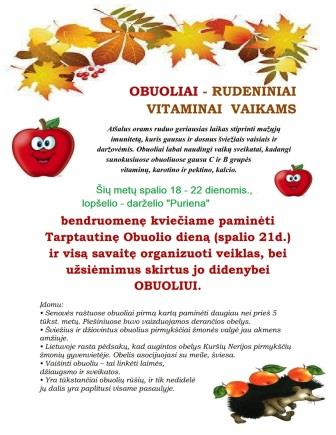 OBUOLIAI - RUDENINIAI
VITAMINAI VAIKAMS
Atšalus orams ruduo geriausias laikas stiprinti mažųjų
imunitetą, kuris gausus ir dosnus šviežiais vaisiais ir
daržovėmis. Obuoliai labai naudingi vaikų sveikatai, kadangi
sunokusiuose obuoliuose gausu C ir B grupės
vitaminų, karotino ir pektino, kalcio.
Šių metų spalio 18 - 22 dienomis.,
lopšelio - darželio "Puriena"
bendruomenę kviečiame paminėti
Tarptautinę Obuolio dieną (spalio 21d.)
ir visą savaitę organizuoti veiklas, bei
užsiėmimus skirtus jo didenybei
OBUOLIUI.
Įdomu:
• Senovės raštuose obuoliai pirmą kartą paminėti daugiau nei prieš 5
tūkst. metų. Piešiniuose buvo vaizduojamos derančios obelys.
• Šviežius ir džiovintus obuolius pirmykščiai žmonės valgė jau akmens
amžiuje.
• Lietuvoje rasta pėdsakų, kad augintos obelys Kuršių Nerijos pirmykščių
žmonių gyvenvietėje. Obelis asocijuojasi su meile, šviesa.
• Vaišinti obuoliu – tai linkėti laimės,
džiaugsmo ir sveikatos.
• Yra tūkstančiai obuolių rūšių, ir tik nedidelė
jų dalis yra paplitusi visame pasaulyje.